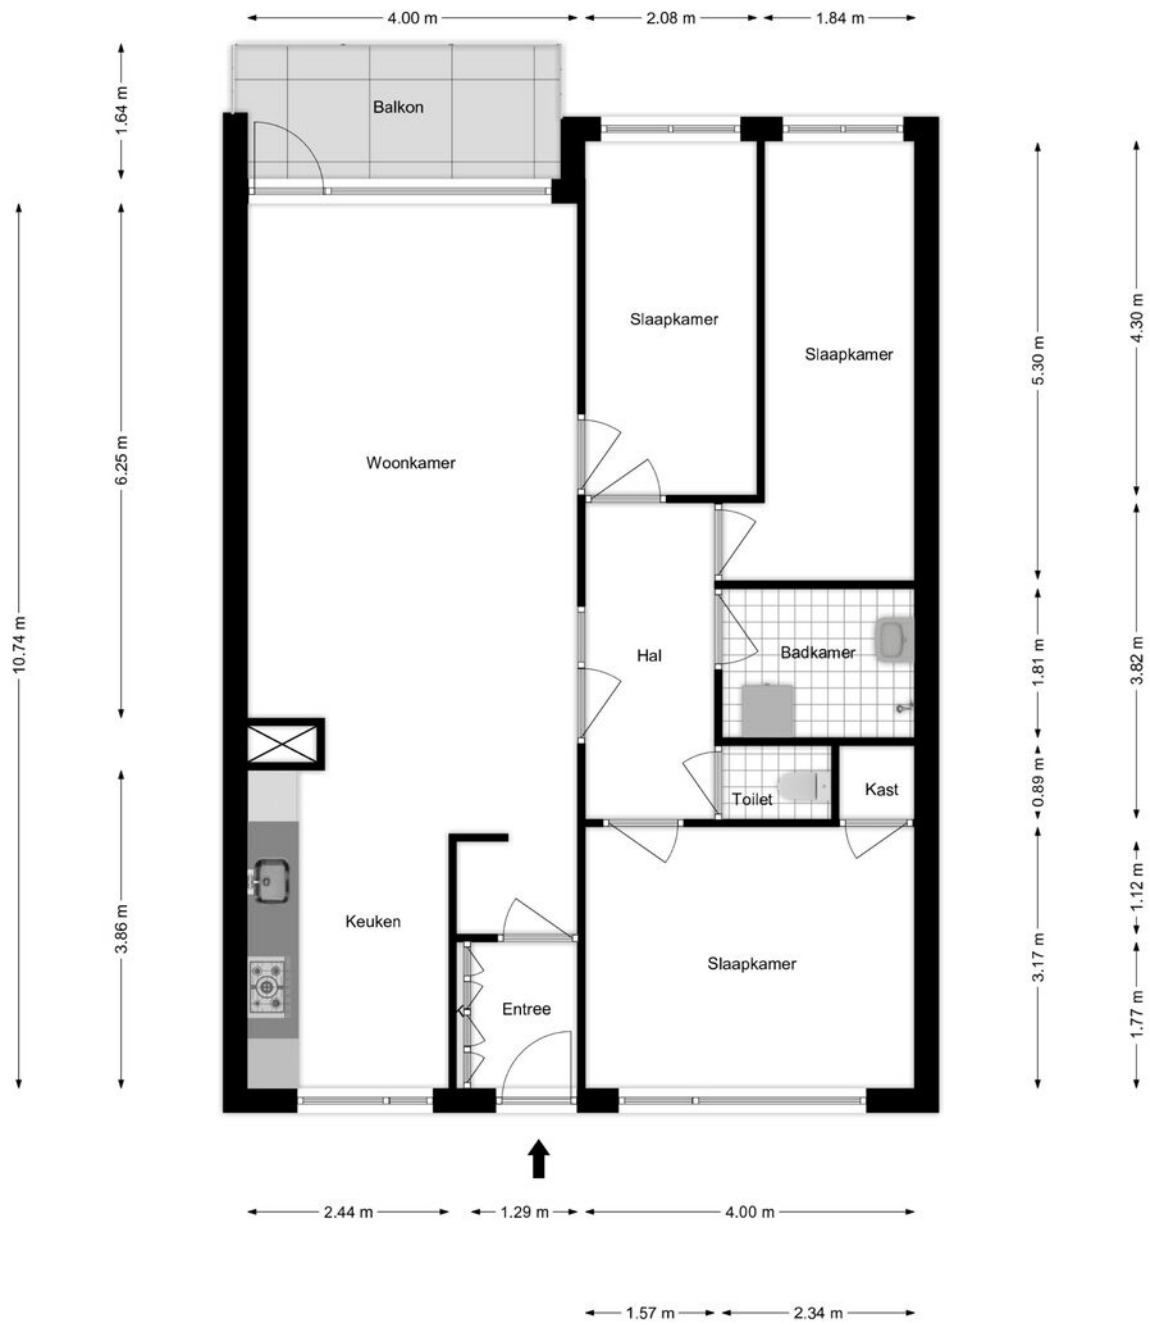 4.00 m
2.08 m
1.84 m
1.64 m
Balkon
10.74 m
6.25 m
Slaapkamer
Slaapkamer
5.30 m
4.30 m
Woonkamer
Hal
Badkamer
1.81 m
3.82 m
Toilet
Kast
0.89 m
3.86 m
Keuken
Entree
Slaapkamer
3.17 m
1.12 m
1.77 m
2.44 m
1.29 m
4.00 m
1.57 m
2.34 m